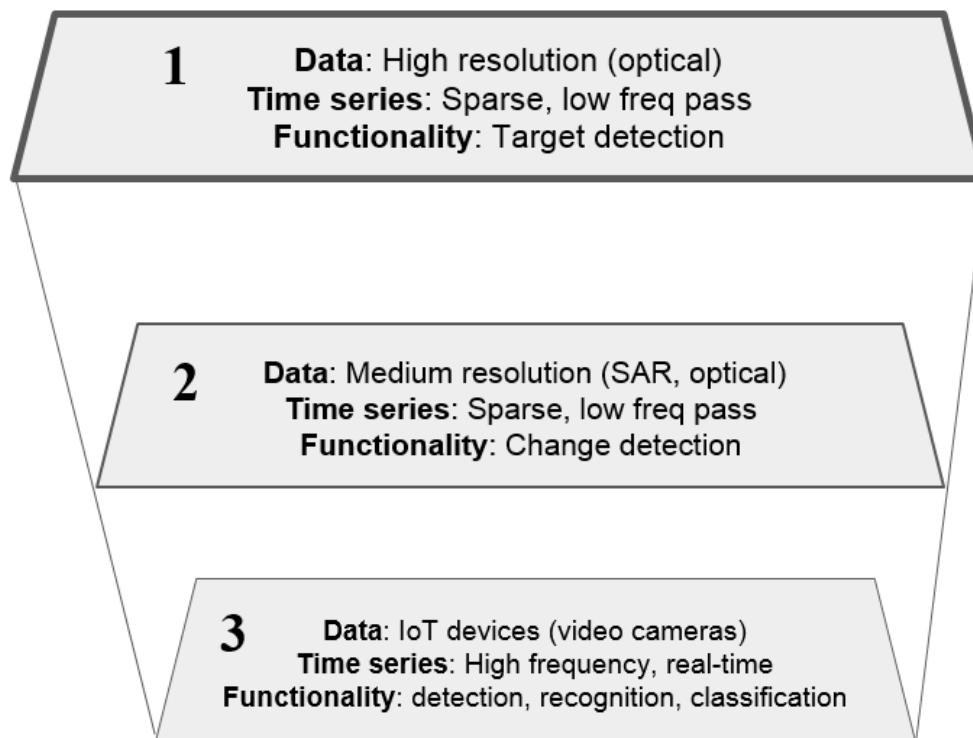 1
Data: High resolution (optical)
Time series: Sparse, low freq pass
Functionality: Target detection
2
Data: Medium resolution (SAR, optical)
Time series: Sparse, low freq pass
Functionality: Change detection
3
Data: IoT devices (video cameras)
Time series: High frequency, real-time
Functionality: detection, recognition, classification